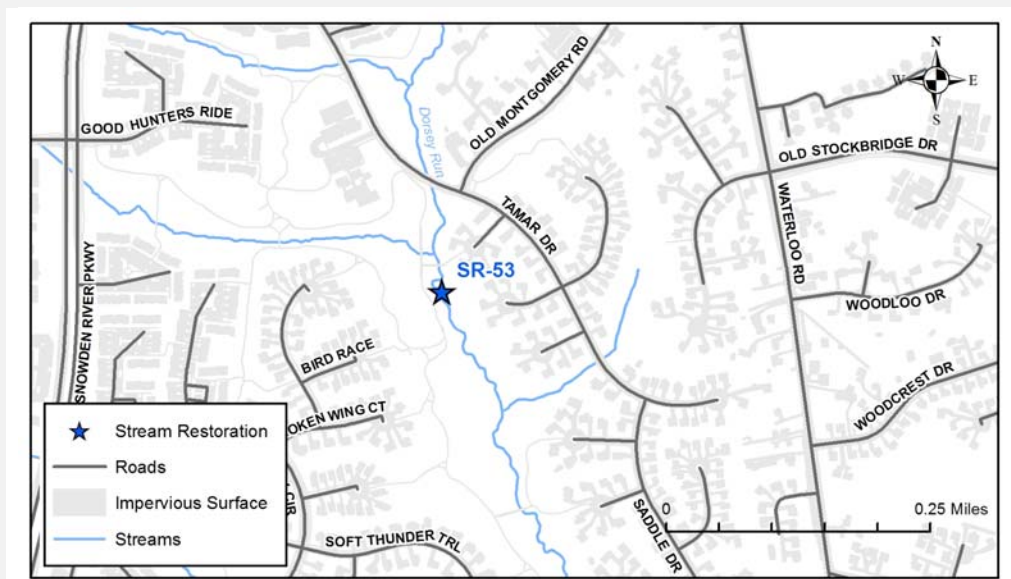 N
W E
S
GOOD HUNTERS RIDE
Dorsey Run
OLD MONTGOMERY RD
OLD STOCKBRIDGE DR
TAMAR DR
WATERLOO RD
SR-53
SNOWDEN RIVER PKWY
WOODLOO DR
BIRD RACE
WOODCREST DR
OKEN WING CT
CIR
SOFT THUNDER TRL
SADDLE DR
0 0.25 Miles
Stream Restoration
Roads
Impervious Surface
Streams